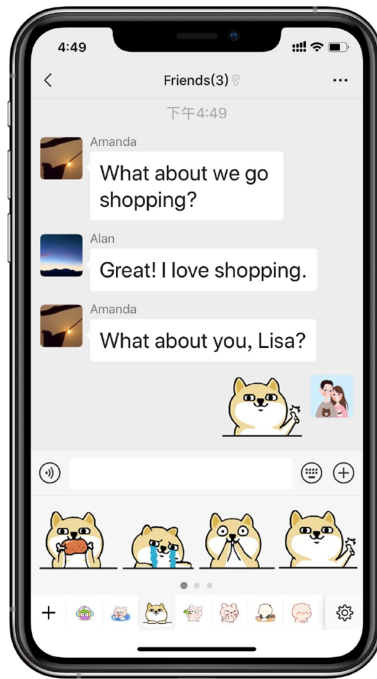 4:49
Friends(3)
下午4:49
Amanda
What about we go
shopping?
Alan
Great! I love shopping.
Amanda
What about you, Lisa?